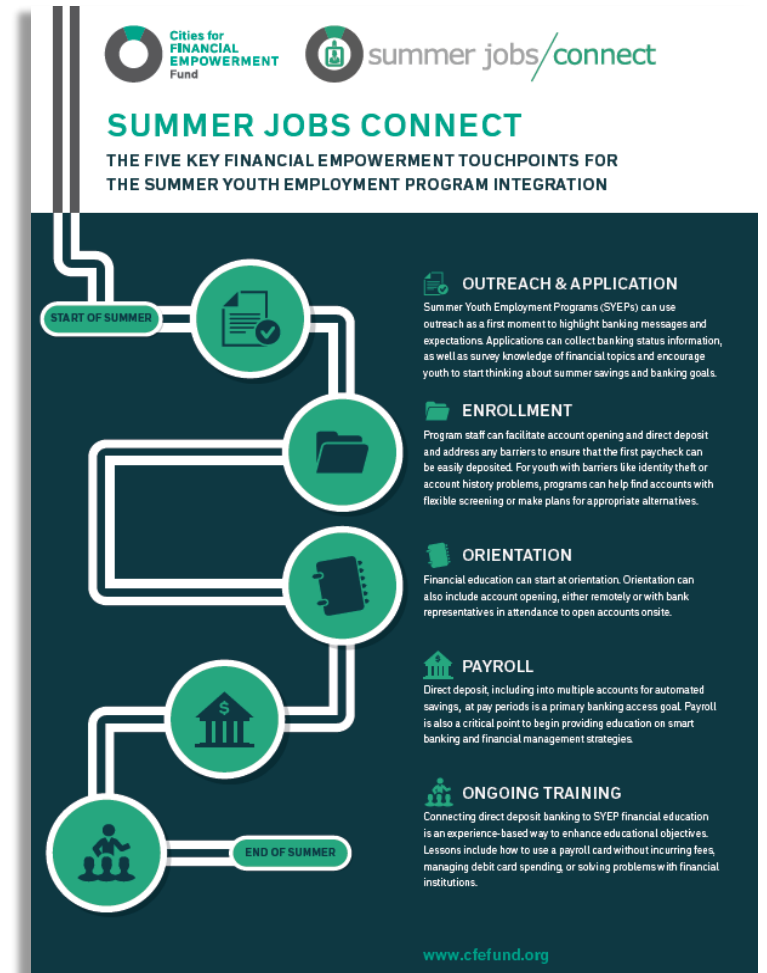 Cities for
FINANCIAL
EMPOWERMENT
Fund
summer jobs/connect
SUMMER JOBS CONNECT
THE FIVE KEY FINANCIAL EMPOWERMENT TOUCHPOINTS FOR
THE SUMMER YOUTH EMPLOYMENT PROGRAM INTEGRATION
START OF SUMMER
OUTREACH & APPLICATION
Summer Youth Employment Programs (SYEPs) can use
outreach as a first moment to highlight banking messages and
expectations. Applications can collect banking status information,
as well as survey knowledge of financial topics and encourage
youth to start thinking about summer savings and banking goals.
ENROLLMENT
Program staff can facilitate account opening and direct deposit
and address any barriers to ensure that the first paycheck can
be easily deposited. For youth with barriers like identity theft or
account history problems, programs can help find accounts with
flexible screening or make plans for appropriate alternatives.
ORIENTATION
Financial education can start at orientation. Orientation can
also include account opening, either remotely or with bank
representatives in attendance to open accounts onsite.
$
PAYROLL
Direct deposit, including into multiple accounts for automated
savings, at pay periods is a primary banking access goal. Payroll
is also a critical point to begin providing education on smart
banking and financial management strategies.
ONGOING TRAINING
Connecting direct deposit banking to SYEP financial education
is an experience-based way to enhance educational objectives.
Lessons include how to use a payroll card without incurring fees,
managing debit card spending, or solving problems with financial
institutions.
END OF SUMMER
www.cfefund.org